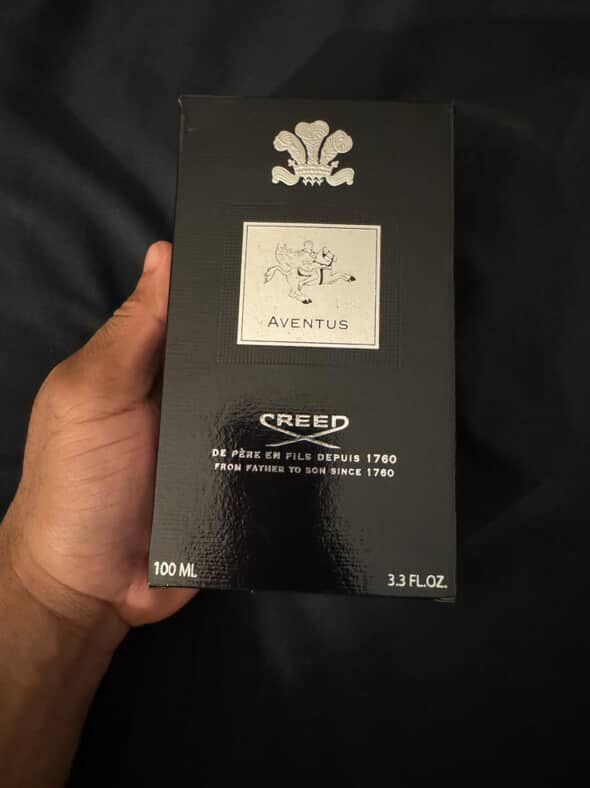 AVENTUS
CREED
DE PÈRE EN FILS DEPUIS 1760
FROM FATHER TO SON SINCE 1760
100 ML
3.3 FL.OZ.